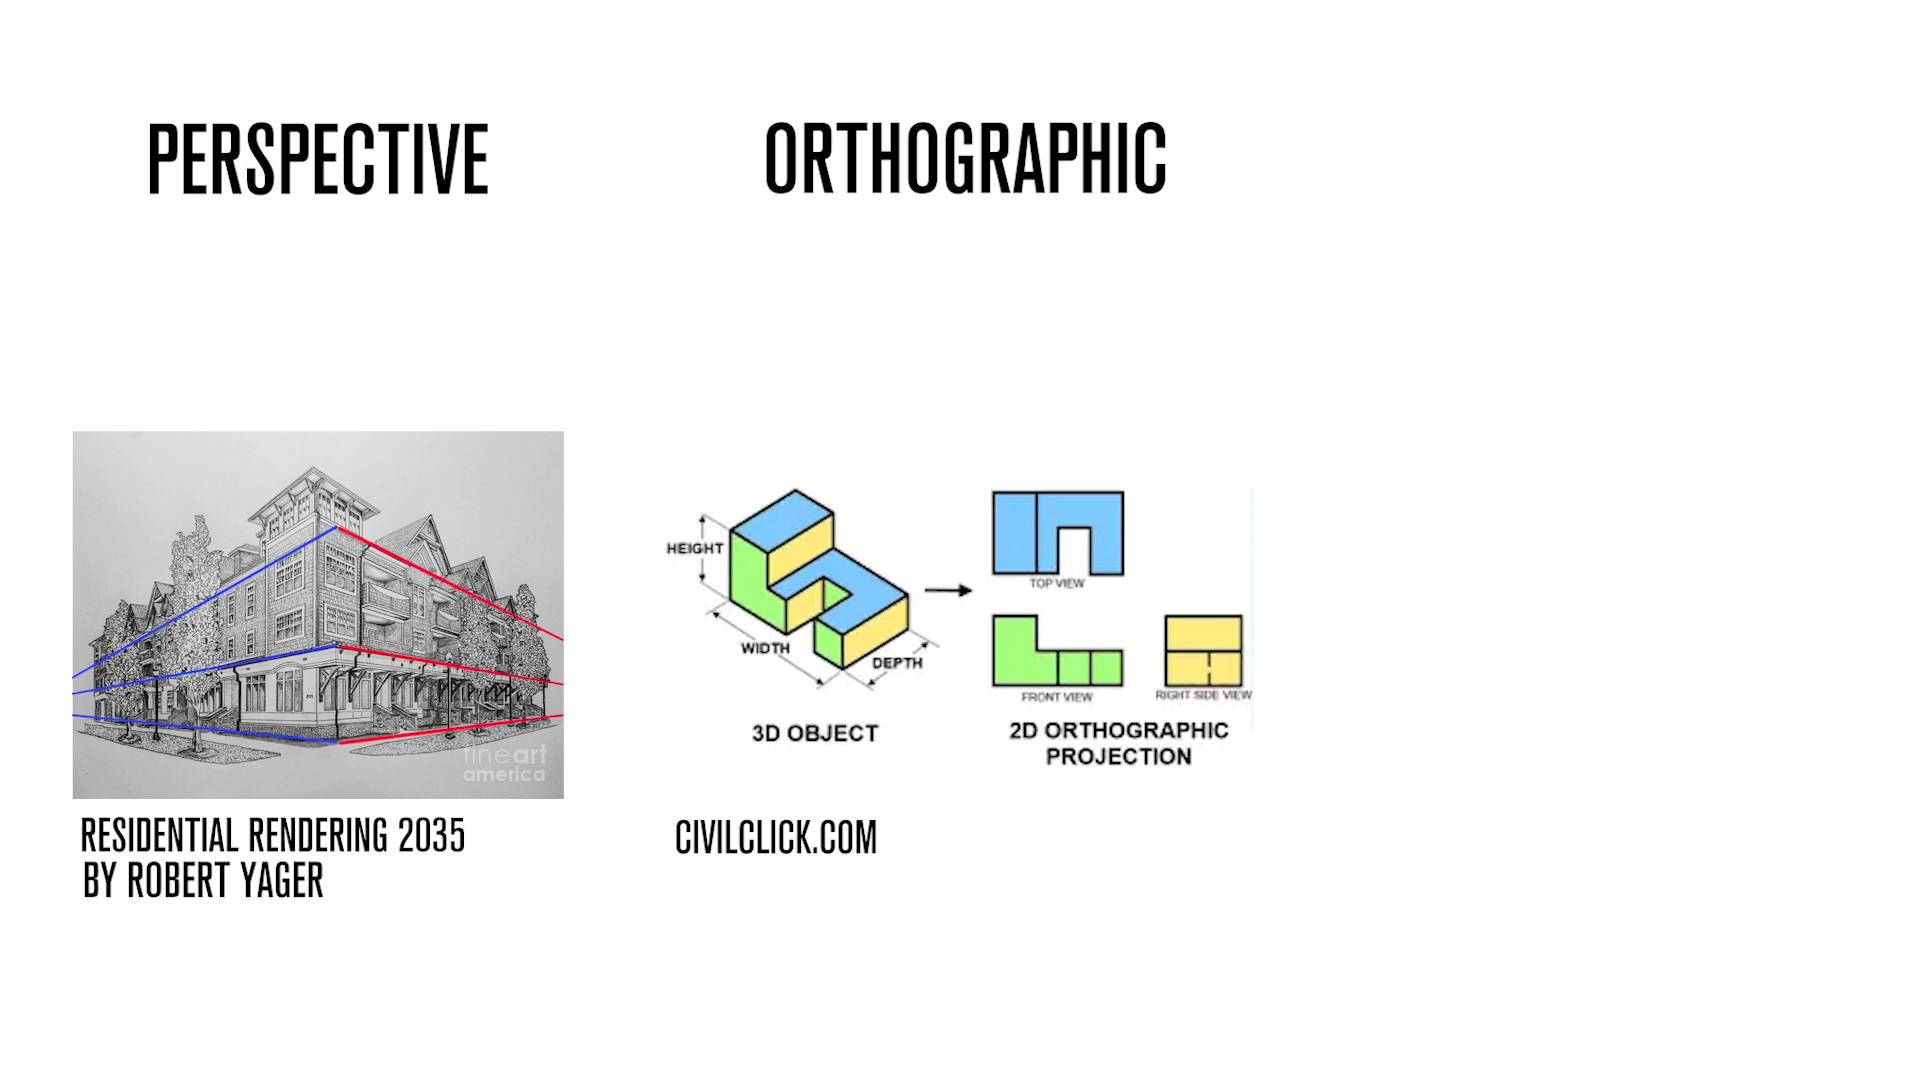 PERSPECTIVE
ORTHOGRAPHIC
fineart
america
RESIDENTIAL RENDERING 2035
BY ROBERT YAGER
HEIGHT
WIDTH
DEPTH
3D OBJECT
TOP VIEW
FRONT VIEW
RIGHT SIDE VIEW
2D ORTHOGRAPHIC
PROJECTION
CIVILCLICK.COM